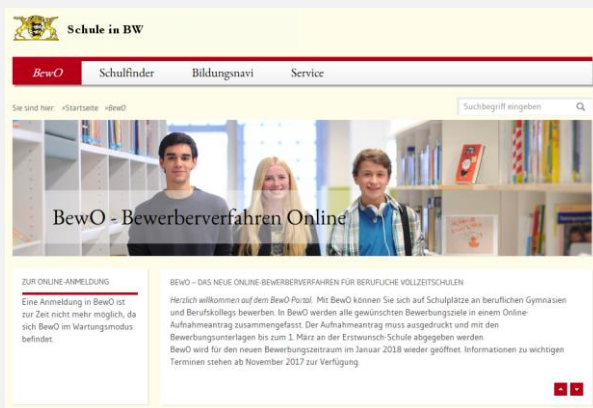 Schule in BW
BewO Schulfinder Bildungsnavi Service
Sie sind hier: »Startseite »BewO
Suchbegriff eingeben
BewO - Bewerberverfahren Online
ZUR ONLINE-ANMELDUNG
Eine Anmeldung in BewO ist
zur Zeit nicht mehr möglich, da
sich BewO im Wartungsmodus
befindet.
BEWO – DAS NEUE ONLINE-BEWERBERVERFAHREN FÜR BERUFLICHE VOLLZEITSCHULEN
Herzlich willkommen auf dem BewO-Portal. Mit BewO können Sie sich auf Schulplätze an beruflichen Gymnasien
und Berufskollegs bewerben. In BewO werden alle gewünschten Bewerbungsziele in einem Online-
Aufnahmeantrag zusammengefasst. Der Aufnahmeantrag muss ausgedruckt und mit den
Bewerbungsunterlagen bis zum 1. März an der Erstwunsch-Schule abgegeben werden.
BewO wird für den neuen Bewerbungszeitraum im Januar 2018 wieder geöffnet. Informationen zu wichtigen
Terminen stehen ab November 2017 zur Verfügung.